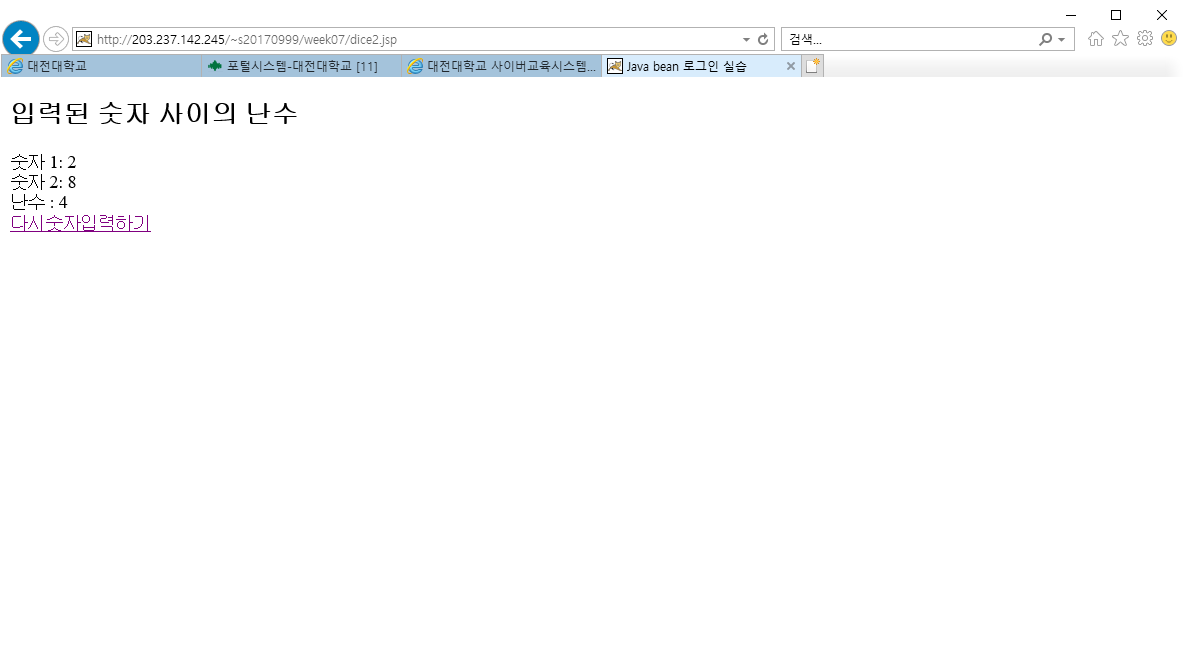 http://203.237.142.245/~s20170999/week07/dice2.jsp
검색...
대전대학교
포털시스템-대전대학교 [11]
대전대학교 사이버교육시스템...
Java bean 로그인 실습
입력된 숫자 사이의 난수
숫자 1: 2
숫자 2: 8
난수 : 4
다시숫자입력하기